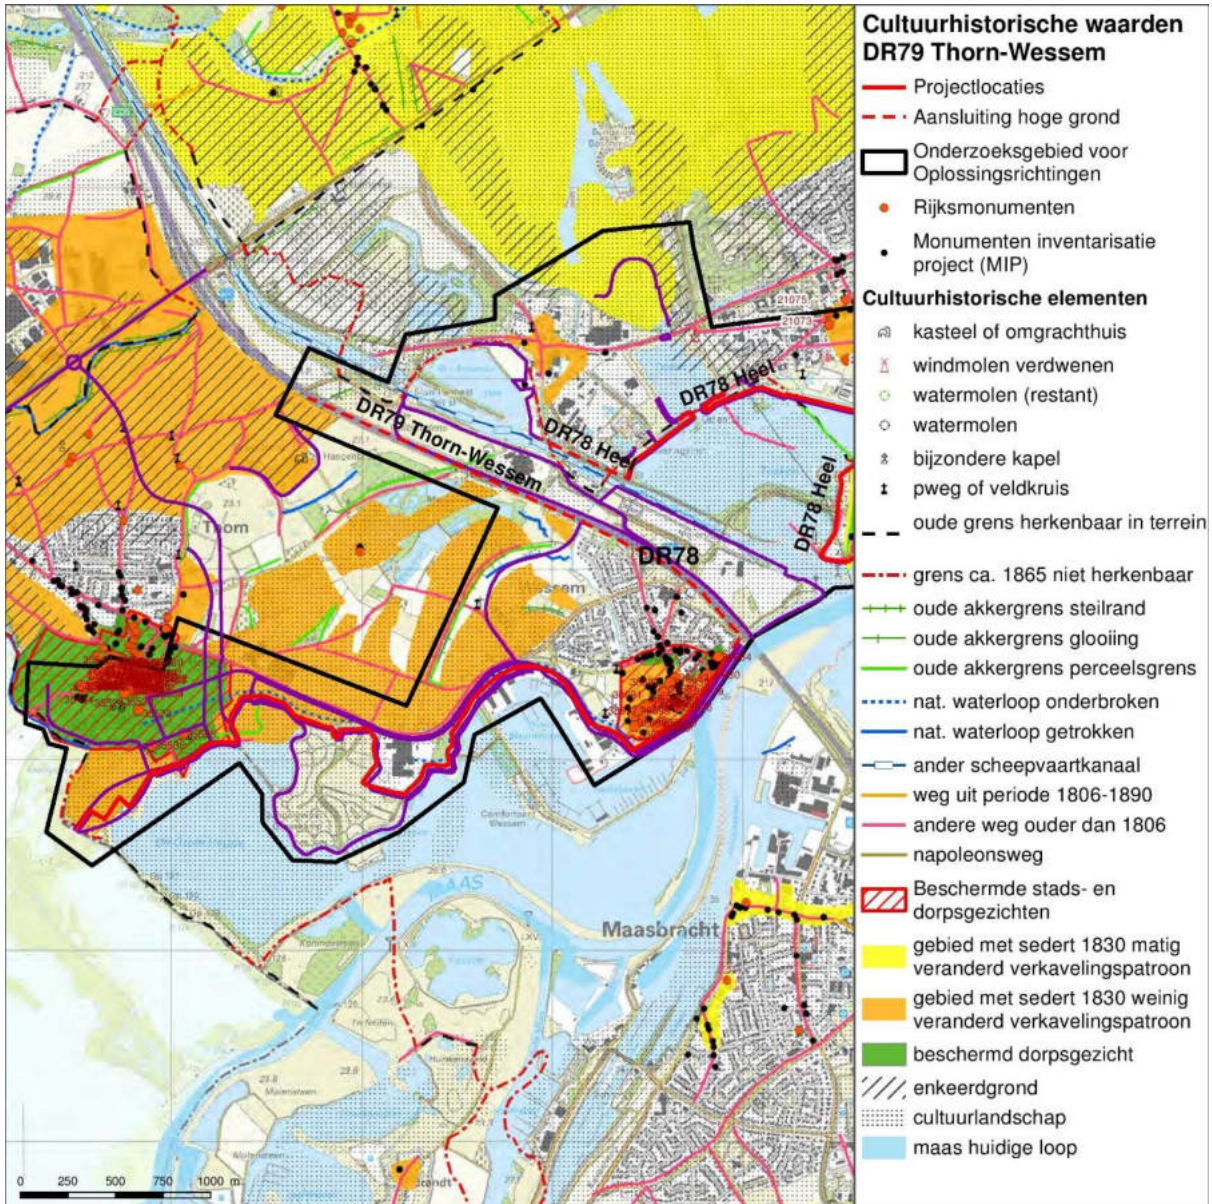 Cultuurhistorische waarden
DR79 Thorn-Wessem
Projectlocaties
Aansluiting hoge grond
Onderzoeksgebied voor
Oplossingsrichtingen
Rijksmonumenten
Monumenten inventarisatie
project (MIP)
Cultuurhistorische elementen
kasteel of omgrachthuis
windmolen verdwenen
watermolen (restant)
watermolen
bijzondere kapel
pweg of veldkruis
oude grens herkenbaar in terrein
grens ca. 1865 niet herkenbaar
oude akkergrens steilrand
oude akkergrens glooiing
oude akkergrens perceelsgrens
nat. waterloop onderbroken
nat. waterloop getrokken
ander scheepvaartkanaal
weg uit periode 1806-1890
andere weg ouder dan 1806
napoleonsweg
Beschermde stads- en
dorpsgezichten
gebied met sedert 1830 matig
veranderd verkavelingspatroon
gebied met sedert 1830 weinig
veranderd verkavelingspatroon
beschermd dorpsgezicht
enkeerdgrond
cultuurlandschap
maas huidige loop
21075
21073
DR78 Heel
DR79 Thorn-Wessem
DR78 Heel
DR78 Heel
DR78
23.1
Thorn
Wessem
Maasbracht
0 250 500 750 1000 m